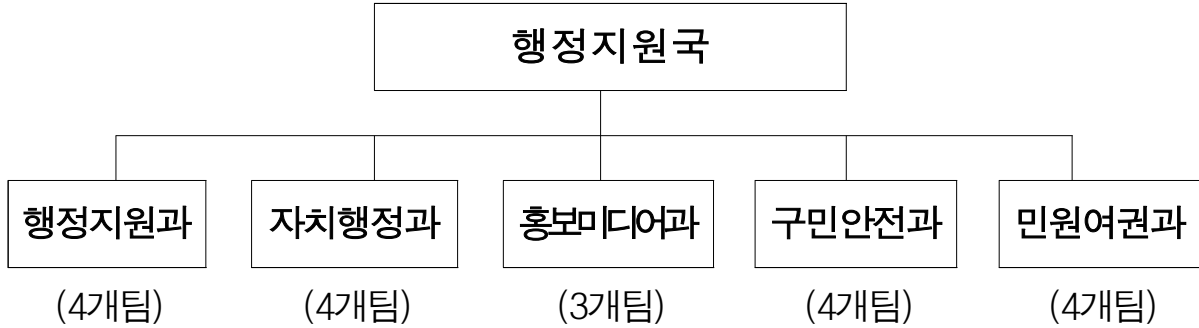 행정지원국
행정지원과 자치행정과 홍보미디어과 구민안전과 민원여권과
(4개팀) (4개팀) (3개팀) (4개팀) (4개팀)